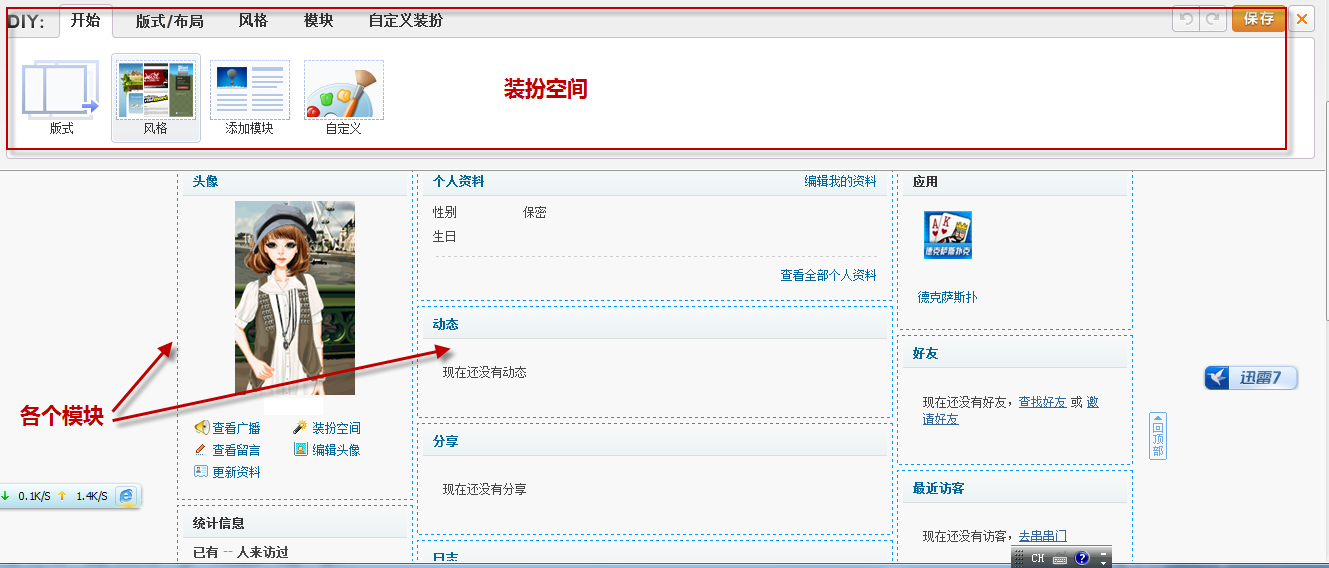 DIY: 开始 版式/布局 风格 模块 自定义装扮 保存
版式 风格 添加模块 自定义
装扮空间
头像
查看广播 装扮空间
查看留言 编辑头像
更新资料
统计信息
已有 -- 人来访过
个人资料 编辑我的资料
性别 保密
生日
查看全部个人资料
动态
现在还没有动态
分享
现在还没有分享
日志
应用
德克萨斯扑克
德克萨斯扑
好友
现在还没有好友，查找好友 或 邀
请好友
最近访客
现在还没有访客，去串串门
各个模块
回顶部
迅雷7
0.1K/S 1.4K/S
CH